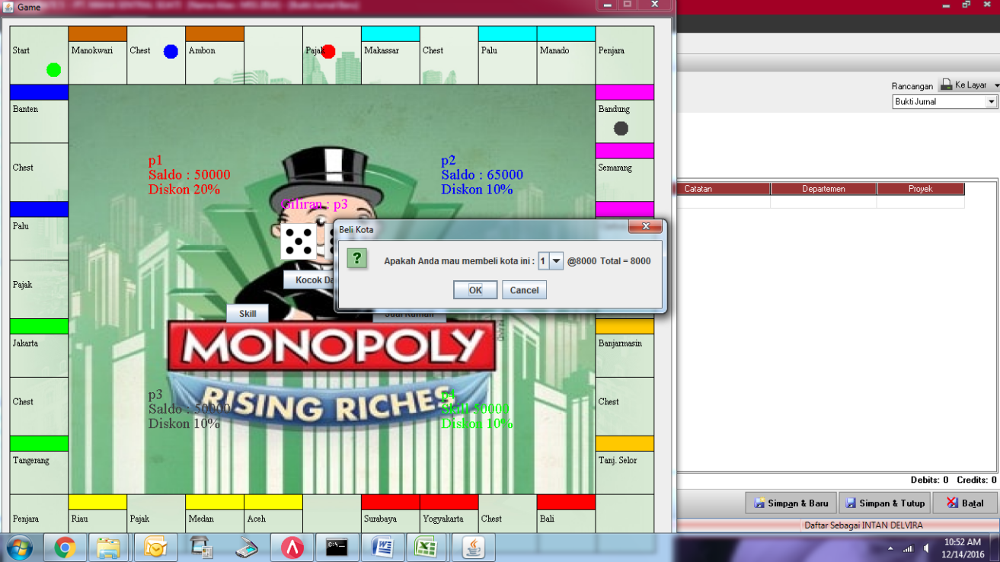 Game
Start
Manokwari
Chest
Ambon
Pajak
Makassar
Chest
Palu
Manado
Penjara
Banten
Bandung
Chest
Semarang
Palu
Pajak
Jakarta
Banjarmasin
Chest
Chest
Tangerang
Tanj. Selor
Penjara
Riau
Pajak
Medan
Aceh
Surabaya
Yogyakarta
Chest
Bali
p1
Saldo : 50000
Diskon 20%
p2
Saldo : 65000
Diskon 10%
Giliran : p3
Beli Kota
Apakah Anda mau membeli kota ini : 1 @8000 Total = 8000
OK
Cancel
Kocok Da
Skill
Jual Rumah
MONOPOLY
RISING RICHES
p3
Saldo : 50000
Diskon 10%
p4
50000
Diskon 10%
Rancangan
Ke Layar
Bukti Jurnal
Catatan
Departemen
Proyek
Debits: 0 Credits: 0
Simpan & Baru
Simpan & Tutup
Batal
Daftar Sebagai INTAN DELVIRA
10:52 AM
12/14/2016